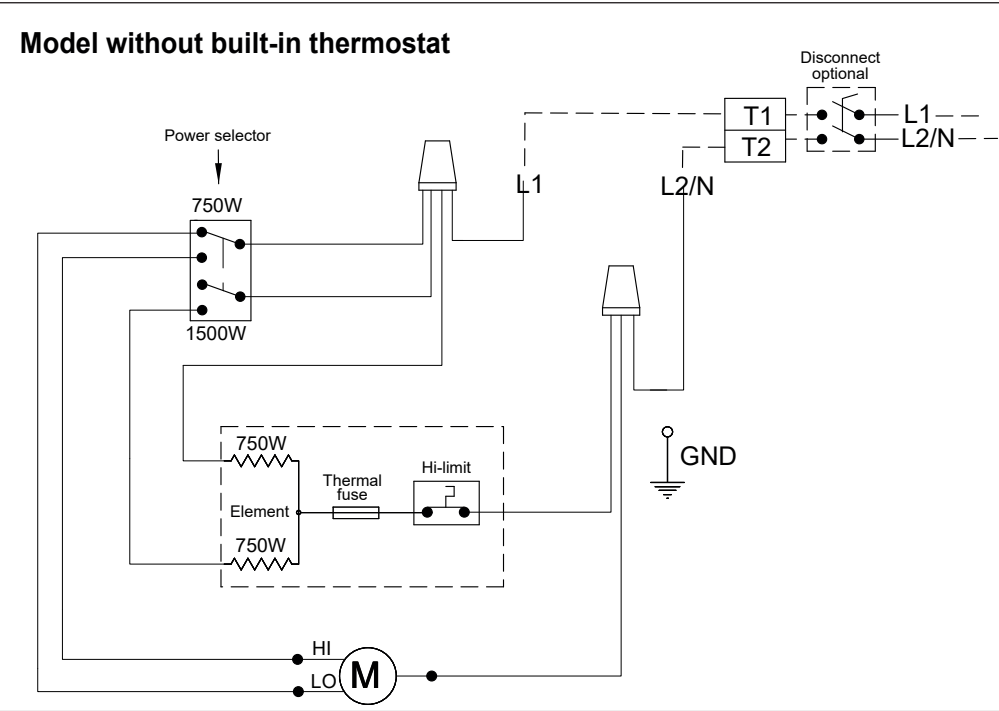 Model without built-in thermostat
Disconnect
optional
T1
L1
T2
L2/N
Power selector
L1
L2/N
750W
1500W
750W
Thermal
fuse
Hi-limit
GND
Element
750W
HI
M
LO